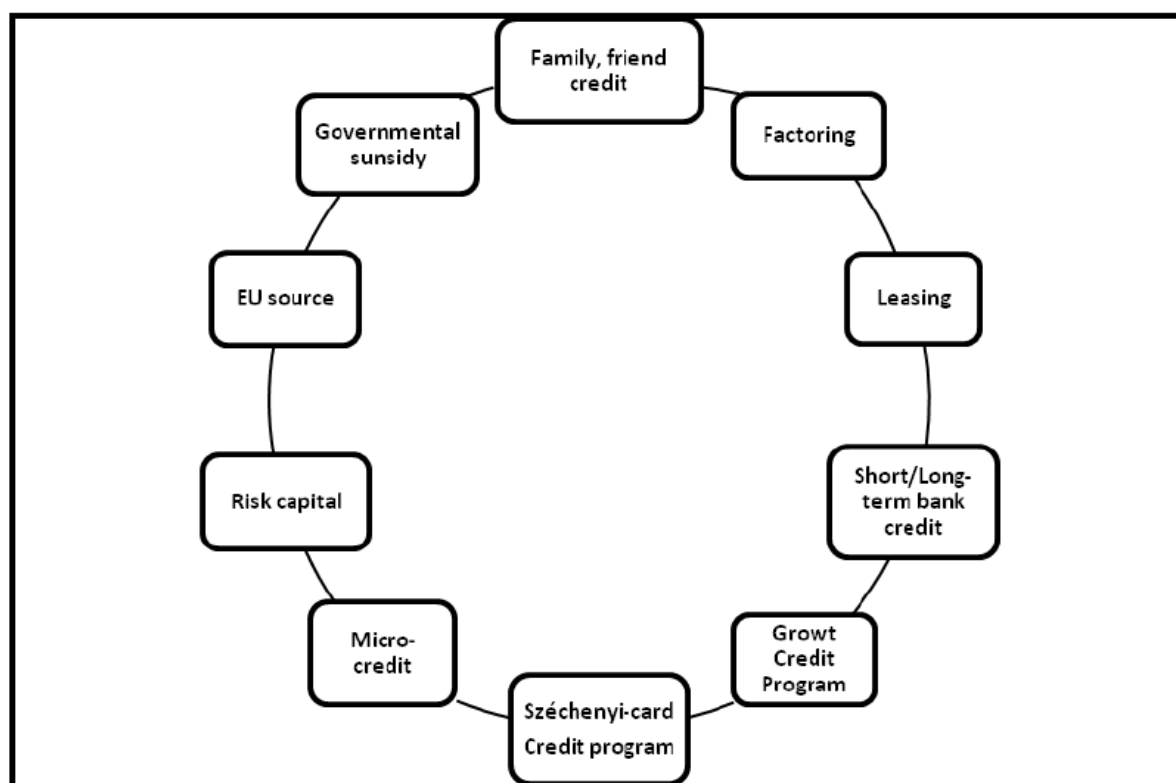 Family, friend
credit
Factoring
Leasing
Short/Long-
term bank
credit
Growt
Credit
Program
Széchenyi-card
Credit program
Micro-
credit
Risk capital
EU source
Governmental
sunsidy